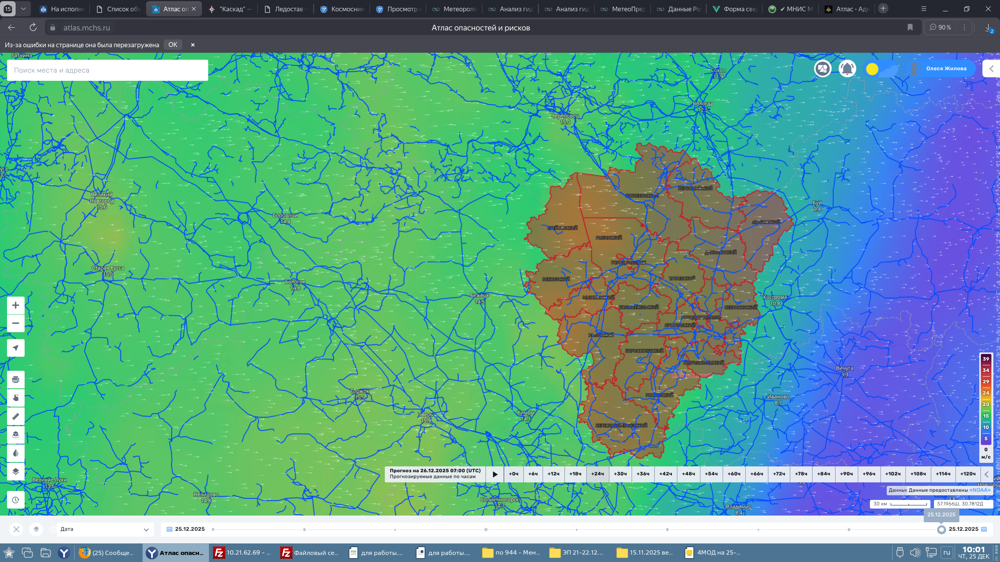 15
На исполне
Список объ
Атлас оп
"Каскад" —
Ледостав -
Космосним
Просмотр к
Метеороло
Анализ гид
Анализ гид
МетеоПред
Данные Рос
Форма све
✔ МНИС М
Атлас - Адм
atlas.mchs.ru
Атлас опасностей и рисков
90 %
2
Из-за ошибки на странице она была перезагружена
OK
Гатчина
Поиск места и адреса
Олеся Жилова
Сокол
11.9
Вологда
12.5
Череповец
15.0
уга
3.1
Великий
Новгород
15.6
Боровичи
14.4
Буй
9.4
ПЕРВОМАЙСКИЙ
ПОШЕХОНСКИЙ
ЛЮБИМСКИЙ
БРЕЙТОВСКИЙ
РЫБИНСКИЙ
ДАНИЛОВСКИЙ
ГОРОД РЫБИНСК
Старая Русса
15.0
НЕКОУЗСКИЙ
ТУТАЕВСКИЙ
Бологое
14.8
Бежецк
14.5
МЫШКИНСКИЙ
Кострома
10.8
БОЛЬШЕСЕЛЬСКИЙ
НЕКРАСОВСКИЙ
ГОРОД ЯРОСЛАВЛЬ
ЯРОСЛАВСКИЙ
УГЛИЧСКИЙ
БОРИСОГЛЕБСКИЙ
ГАВРИЛОВ-ЯМСКИЙ
Ростов Великий
Вичуга
3.3
Торжок
15.9
РОСТОВСКИЙ
Иваново
8.7
Тверь
15.9
Кимры
14.1
ПЕРЕСЛАВЛЬ-ЗАЛЕССКИЙ
39
34
29
24
20
15
10
5
0
м/с
Прогноз на 26.12.2025 07:00 (UTC)
Прогнозируемые данные по часам
+0ч
+6ч
+12ч
+18ч
+24ч
+30ч
+36ч
+42ч
+48ч
+54ч
+60ч
+66ч
+72ч
+78ч
+84ч
+90ч
+96ч
+102ч
+108ч
+114ч
+120ч
Великие Луки
13.6
Нелидово
14.8
Солнечногорск
14.7
Новгород
Владимир
8.4
4.8
Данные Данные предоставлены «NOAA»
30 км
57.1966Ш, 30.7812Д
25.12.2025
Дата
25.12.2025
25.12.2025
(25) Сообще...
Атлас опасн...
10.21.62.69 - ...
Файловый се...
для работы....
для работы....
по 944 - Мен...
ЭП 21-22.12....
15.11.2025 ве...
4МОД на 25-...
ru
10:01
ЧТ, 25 ДЕК